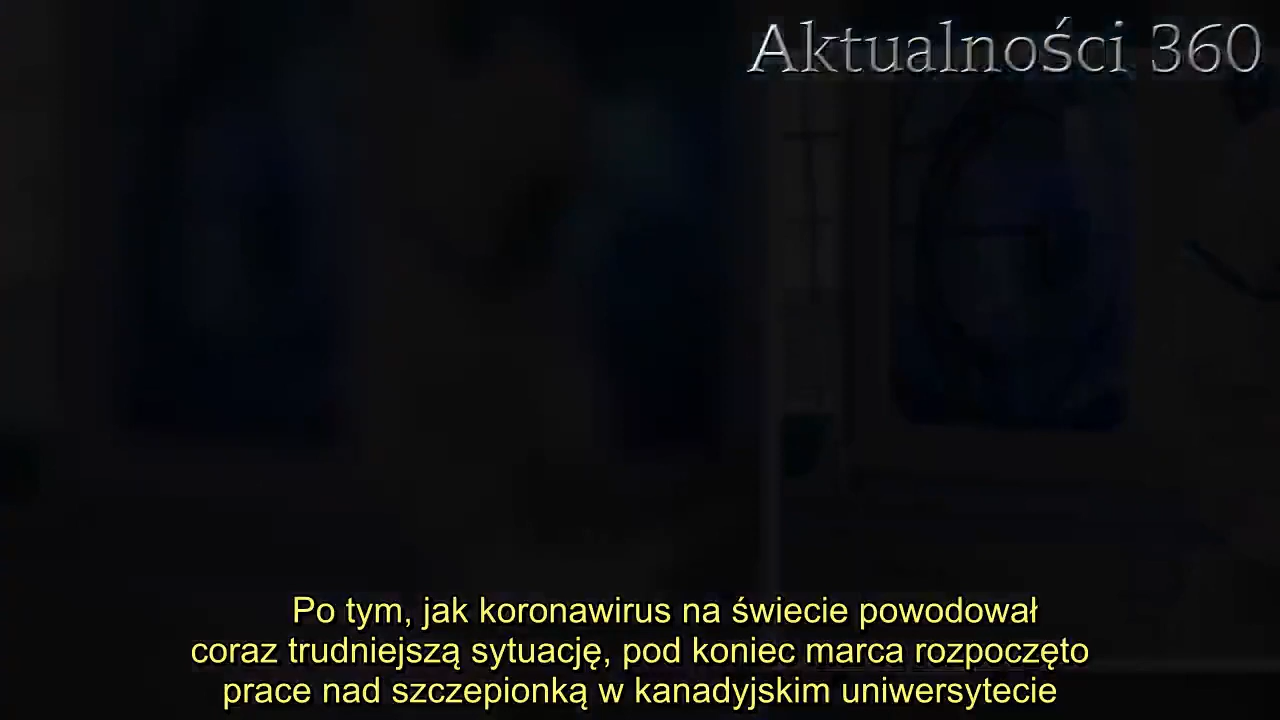 Aktualności 360
Po tym, jak koronawirus na świecie powodował
coraz trudniejszą sytuację, pod koniec marca rozpoczęto
prace nad szczepionką w kanadyjskim uniwersytecie